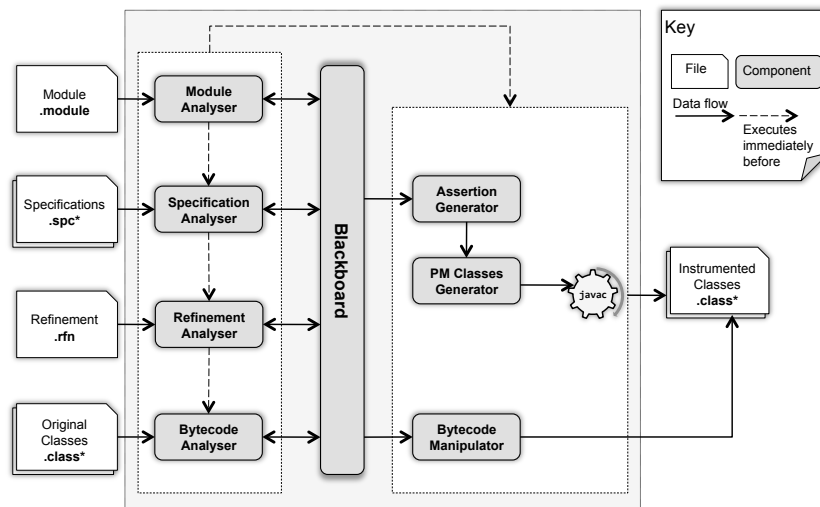 Module
.module
Specifications
.spc*
Refinement
.rfn
Original
Classes
.class*
Module
Analyser
Specification
Analyser
Refinement
Analyser
Bytecode
Analyser
Blackboard
Assertion
Generator
PM Classes
Generator
javac
Bytecode
Manipulator
Instrumented
Classes
.class*
Key
File
Component
Data flow
Executes
immediately
before